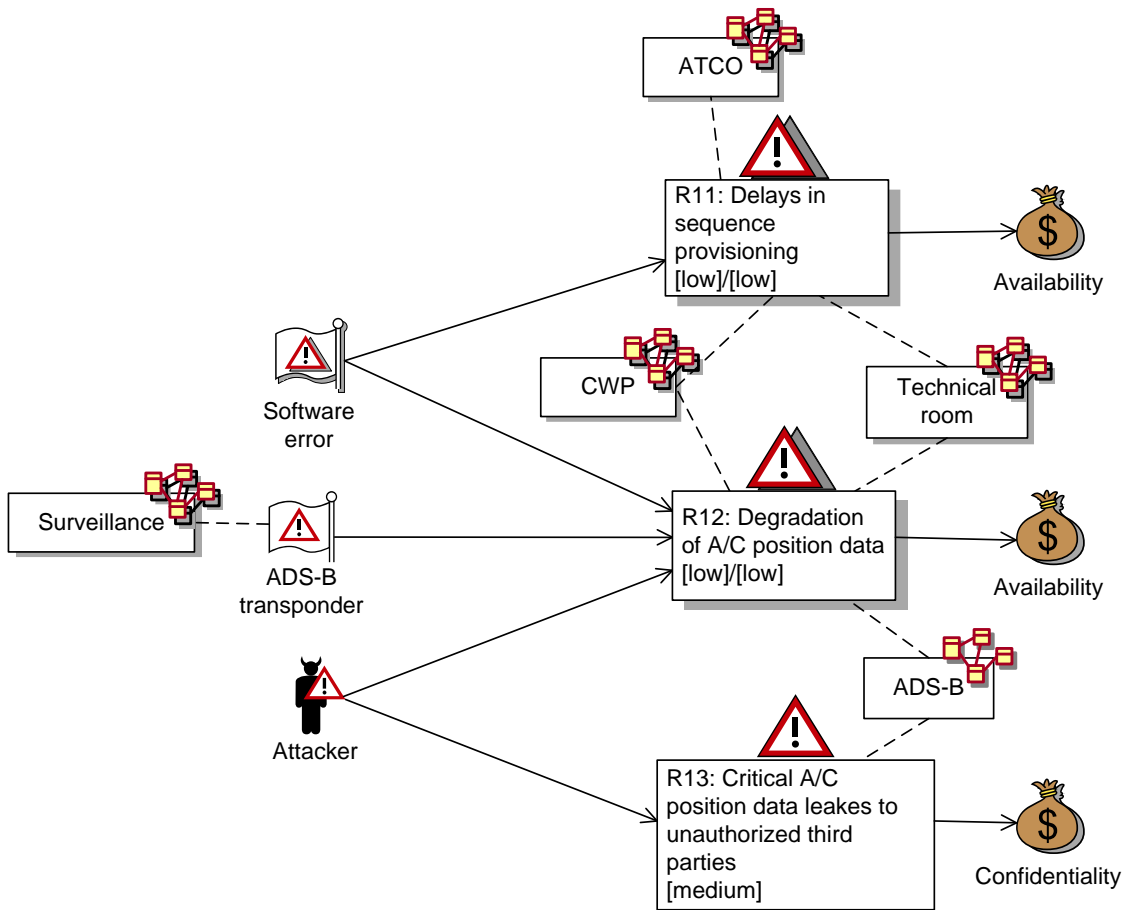 ATCO
R11: Delays in
sequence
provisioning
[low]/[low]
$
Availability
Software
error
CWP
Technical
room
Surveillance
ADS-B
transponder
R12: Degradation
of A/C position data
[low]/[low]
$
Availability
ADS-B
Attacker
R13: Critical A/C
position data leakes to
unauthorized third
parties
[medium]
$
Confidentiality